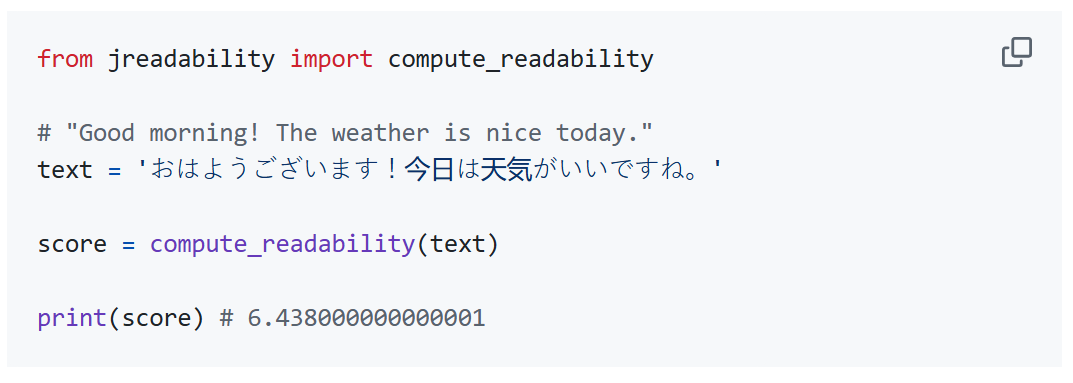 from jreadability import compute_readability
# "Good morning! The weather is nice today."
text = 'おはようございます！今日は天気がいいですね。'
score = compute_readability(text)
print(score) # 6.438000000000001